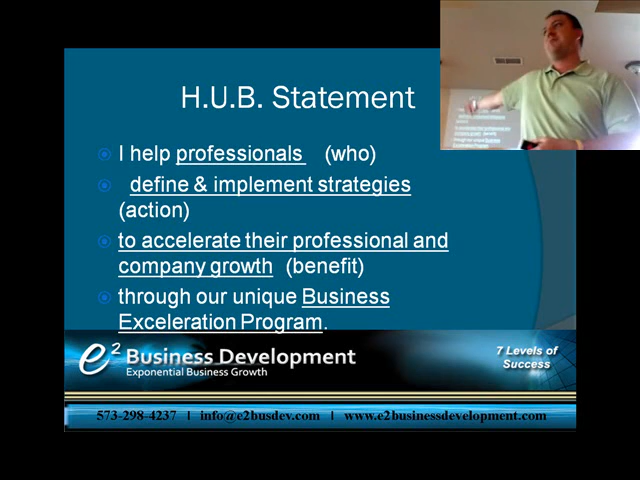 H.U.B. Statement
I help professionals (who)
define & implement strategies
(action)
to accelerate their professional and
company growth (benefit)
through our unique Business
Exceleration Program.
e2 Business Development
Exponential Business Growth
7 Levels of
Success
573-298-4237 | info@e2busdev.com | www.e2businessdevelopment.com